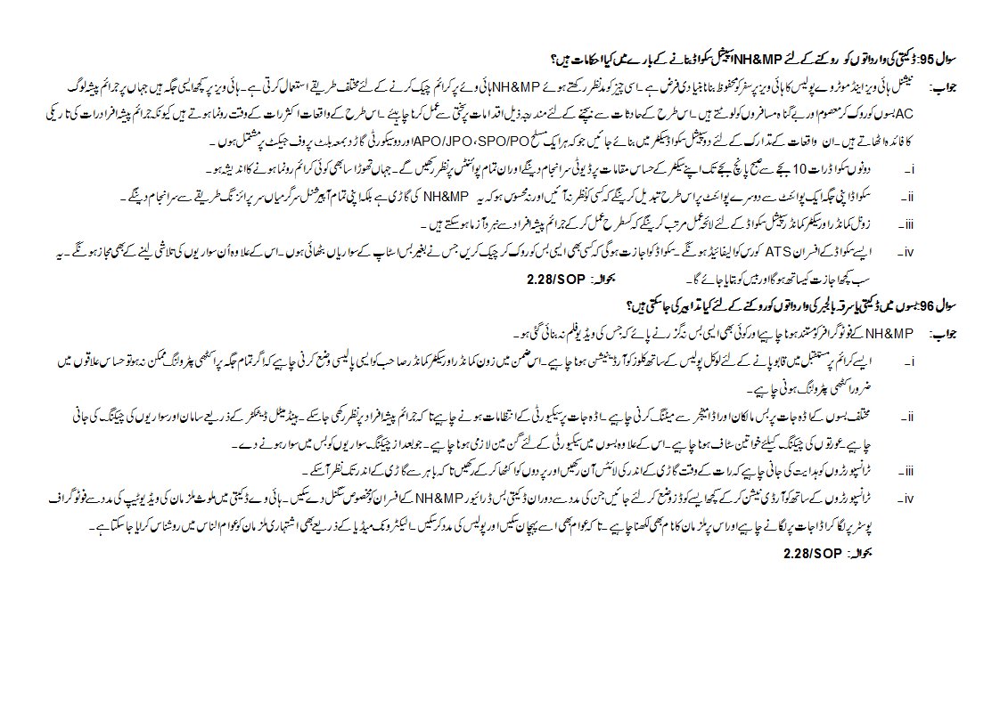 سوال 95: ڈکیتی کی وارداتوں کو روکنے کے لئے NH&MP اسپیشل سکواڈ بنانے کے بارے میں کیا احکامات ہیں؟
جواب: نیشنل ہائی ویز اینڈ موٹروے پولیس کا ہائی ویز پر سفر کو محفوظ بنانا بنیادی فرض ہے۔ اسی چیز کو مدنظر رکھتے ہوئے NH&MP ہائی وے پر کرائم چیک کرنے کے لئے مختلف طریقے استعمال کرتی ہے۔ ہائی ویز پر کچھ ایسی جگہ ہیں جہاں پر جرائم پیشہ لوگ
AC بسوں کو روک کر معصوم اور بے گناہ مسافروں کو لوٹتے ہیں۔ اس طرح کے حادثات سے بچنے کے لئے مندرجہ ذیل اقدامات پر سختی سے عمل کرنا چاہیئے۔ اس طرح کے واقعات اکثر رات کے وقت رونما ہوتے ہیں کیونکہ جرائم پیشہ افراد رات کی تاریکی
کا فائدہ اٹھاتے ہیں۔ ان واقعات کے تدارک کے لئے دو سپیشل سکواڈ سیکٹر میں بنائے جائیں جو کہ ہر ایک مسلح APO/JPO ،SPO/PO اور دو سیکورٹی گارڈ بمعہ بلٹ پروف جیکٹ پر مشتمل ہوں۔
i۔ دونوں سکواڈ رات 10 بجے سے صبح پانچ بجے تک اپنے سیکٹر کے حساس مقامات پر ڈیوٹی سرانجام دینگے اور ان تمام پوائنٹس پر نظر رکھیں گے۔ جہاں تھوڑا سا بھی کوئی کرائم رونما ہونے کا اندیشہ ہو۔
ii۔ سکواڈ اپنی جگہ ایک پوائنٹ سے دوسرے پوائنٹ پر اس طرح تبدیل کرینگے کہ کسی کو نظر نہ آئیں اور نہ محسوس ہو کہ یہ NH&MP کی گاڑی ہے بلکہ اپنی تمام آپریشنل سرگرمیاں سرپرائزنگ طریقے سے سرانجام دینگے۔
iii۔ زونل کمانڈر اور سیکٹر کمانڈر سپیشل سکواڈ کے لئے لائحہ عمل مرتب کرینگے کہ کسطرح عمل کر کے جرائم پیشہ افراد سے نبردآزما ہو سکتے ہیں۔
iv۔ ایسے سکواڈ کے افسران ATS کورس کوالیفائیڈ ہونگے۔ سکواڈ کو اجازت ہوگی کہ کسی بھی ایسی بس کو روک کر چیک کریں جس نے بغیر بس اسٹاپ کے سواریاں بٹھائی ہوں۔ اس کے علاوہ اُن سواریوں کی تلاشی لینے کے بھی مجاز ہونگے۔ یہ
سب کچھ اجازت کیساتھ ہوگا اور بیس کو بتایا جائے گا۔ بحوالہ: 2.28/SOP
سوال 96: بسوں میں ڈکیتی یا سرقہ بالجبر کی وارداتوں کو روکنے کے لئے کیا تدابیر کی جاسکتی ہیں؟
جواب: NH&MP کے فوٹو گرافر کو مستند ہونا چاہیے اور کوئی بھی ایسی بس نہ گزرنے پائے کہ جس کی ویڈیو فلم نہ بنائی گئی ہو۔
i۔ ایسے کرائم پر مستقبل میں قابو پانے کے لئے لوکل پولیس کے ساتھ کلوز کوآرڈینیشن ہونا چاہیے۔ اس ضمن میں زون کمانڈر اور سیکٹر کمانڈر صاحب کو ایسی پالیسی وضع کرنی چاہیے کہ اگر تمام جگہ پر اکٹھی پٹرولنگ ممکن نہ ہو تو حساس علاقوں میں
ضرور اکٹھی پٹرولنگ ہونی چاہیے۔
ii۔ مختلف بسوں کے اڈہ جات پر بس مالکان اور اڈا مینجر سے میٹنگ کرنی چاہیے۔ اڈہ جات پر سیکیورٹی کے انتظامات ہونے چاہیے تاکہ جرائم پیشہ افراد پر نظر رکھی جاسکے۔ ہینڈ میٹل ڈیٹکٹر کے ذریعے سامان اور سواریوں کی چیکنگ کی جانی
چاہیے عورتوں کی چیکنگ کیلئے خواتین سٹاف ہونا چاہیے۔ اس کے علاوہ بسوں میں سیکیورٹی کے لئے گن مین لازمی ہونا چاہیے۔ جو بعد از چیکنگ سواریوں کو بس میں سوار ہونے دے۔
iii۔ ٹرانسپورٹروں کو ہدایت کی جانی چاہیے کہ رات کے وقت گاڑی کے اندر کی لائٹس آن رکھیں اور پردوں کو اکٹھا کر کے رکھیں تاکہ باہر سے گاڑی کے اندر تک نظر آسکے۔
iv۔ ٹرانسپورٹروں کے ساتھ کوآرڈی نیشن کر کے کچھ ایسے کوڈز وضع کر لئے جائیں جن کی مدد سے دوران ڈکیتی بس ڈرائیور NH&MP کے افسران کو مخصوص سگنل دے سکیں۔ ہائی وے ڈکیتی میں ملوث ملزمان کی ویڈیو ٹیپ کی مدد سے فوٹو گراف
پوسٹر پر لگا کر اڈا جات پر لگانے چاہیے اور اس پر ملزمان کا نام بھی لکھنا چاہیے۔ تاکہ عوام بھی اسے پہچان سکیں اور پولیس کی مدد کر سکیں۔ الیکٹرونک میڈیا کے ذریعے بھی اشتہاری ملزمان کو عوام الناس میں روشناس کرایا جا سکتا ہے۔
بحوالہ: 2.28/SOP